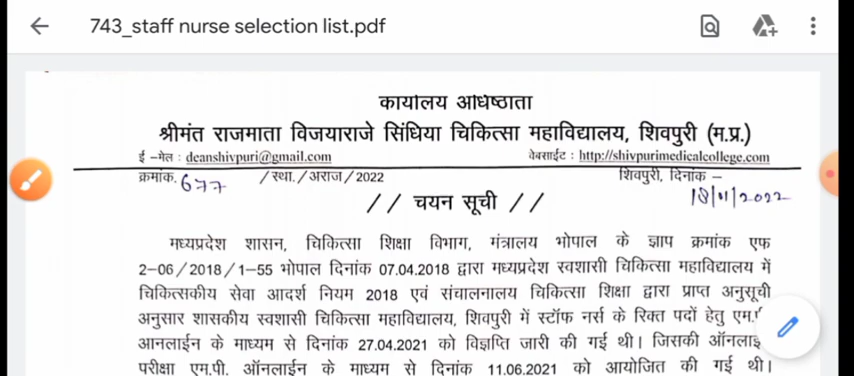 743_staff nurse selection list.pdf
कार्यालय अधिष्ठाता
श्रीमंत राजमाता विजयाराजे सिंधिया चिकित्सा महाविद्यालय, शिवपुरी (म.प्र.)
ई –मेल : deanshivpuri@gmail.com वेबसाईट : http://shivpurimedicalcollege.com
क्रमांक. 677 /स्था./अराज/2022 शिवपुरी, दिनांक – 18/11/2022
// चयन सूची //
मध्यप्रदेश शासन, चिकित्सा शिक्षा विभाग, मंत्रालय भोपाल के ज्ञाप क्रमांक एफ
2-06/2018/1-55 भोपाल दिनांक 07.04.2018 द्वारा मध्यप्रदेश स्वशासी चिकित्सा महाविद्यालय में
चिकित्सकीय सेवा आदर्श नियम 2018 एवं संचालनालय चिकित्सा शिक्षा द्वारा प्राप्त अनुसूची
अनुसार शासकीय स्वशासी चिकित्सा महाविद्यालय, शिवपुरी में स्टॉफ नर्स के रिक्त पदों हेतु
आनलाईन के माध्यम से दिनांक 27.04.2021 को विज्ञप्ति जारी की गई थी। जिसकी
परीक्षा एम.पी. ऑनलाईन के माध्यम से दिनांक 11.06.2021 को आयोजित की गई थी।